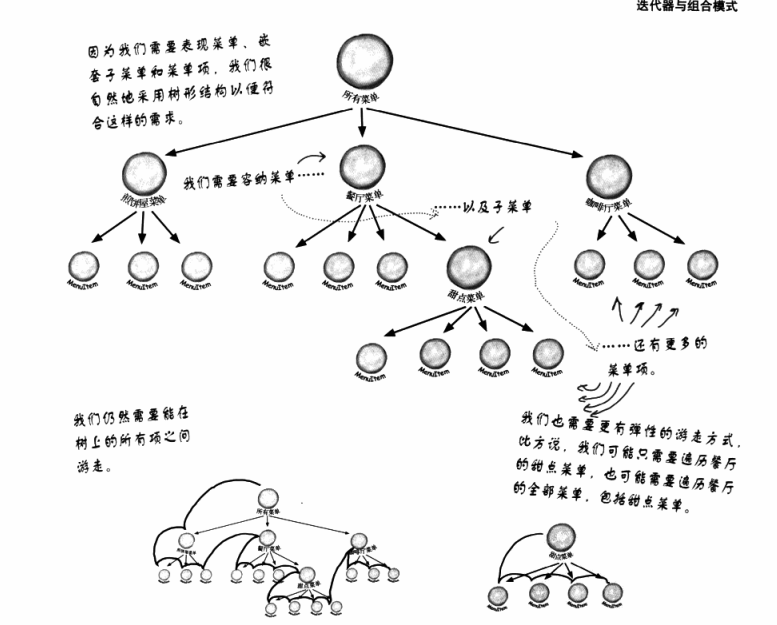 迭代器与组合模式
因为我们需要表现菜单、嵌
套子菜单和菜单项，我们很
自然地采用树形结构以便符
合这样的需求。
所有菜单
我们需要容纳菜单……
煎饼屋菜单
餐厅菜单
咖啡厅菜单
……以及子菜单
MenuItem
MenuItem
MenuItem
MenuItem
MenuItem
MenuItem
甜点菜单
MenuItem
MenuItem
MenuItem
MenuItem
MenuItem
MenuItem
MenuItem
……还有更多的
菜单项。
我们仍然需要能在
树上的所有项之间
游走。
我们也需要更有弹性的游走方式，
比方说，我们可能只需要遍历餐厅
的甜点菜单，也可能需要遍历餐厅
的全部菜单，包括甜点菜单。
所有菜单
餐厅菜单
甜点菜单
甜点菜单
MenuItem
MenuItem
MenuItem
MenuItem